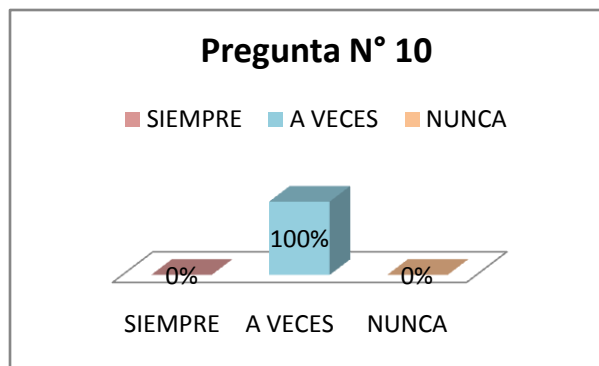 Pregunta N° 10
SIEMPRE A VECES NUNCA
100%
0% 0%
SIEMPRE A VECES NUNCA